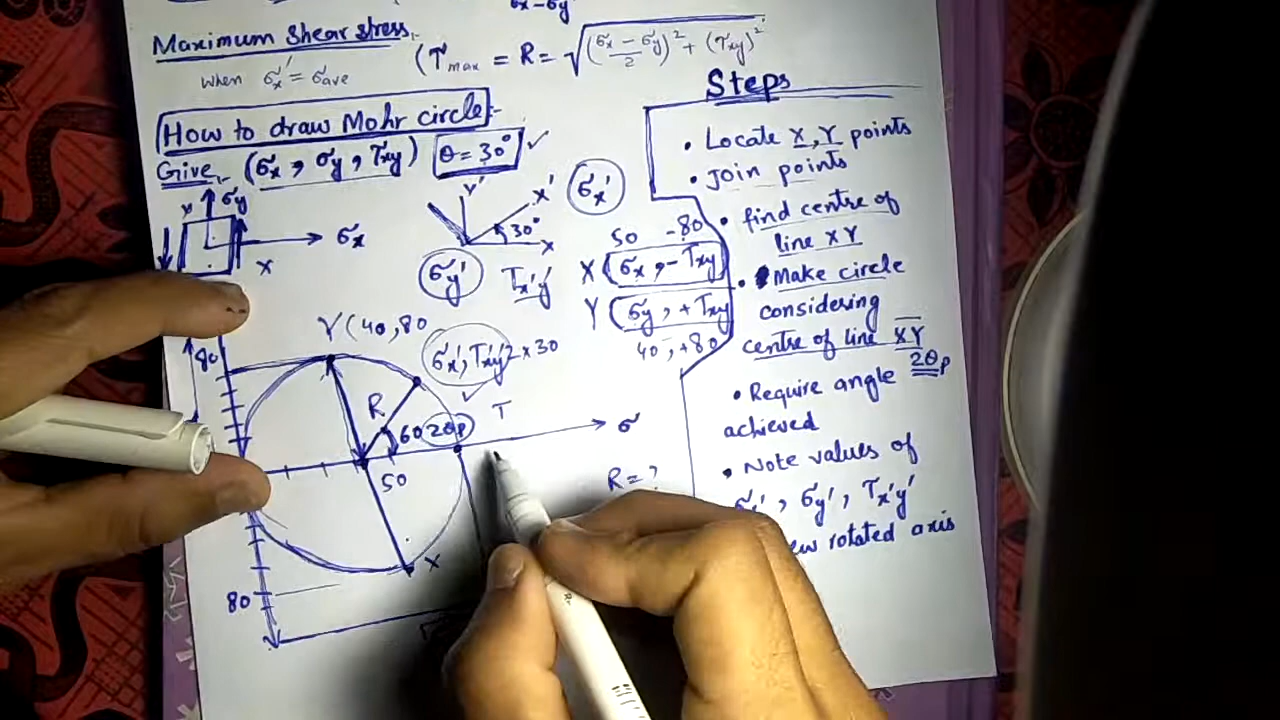 σx-σy
Maximum Shear stress.
when σx' = σave
(τmax = R = √((σx - σy)/2)² + (τxy)²
How to draw Mohr circle:-
Give:- (σx, σy, τxy) θ = 30° ✓
Y σy
σx
X
Y' X' σx'
30° X
σy' τx'y'
50 -80
X (σx, -τxy)
Y (σy, +τxy)
40, +80
Y(40, 80
σx', τx'y' 2×30
80
R
60 2θp
τ
σ
50
R = ?
X
80
Steps
• Locate X, Y points
• Join points
• find centre of
line XY
• Make circle
considering
centre of line XY
2θp
• Require angle
achieved
• Note values of
σx', σy', τx'y'
ew rotated axis